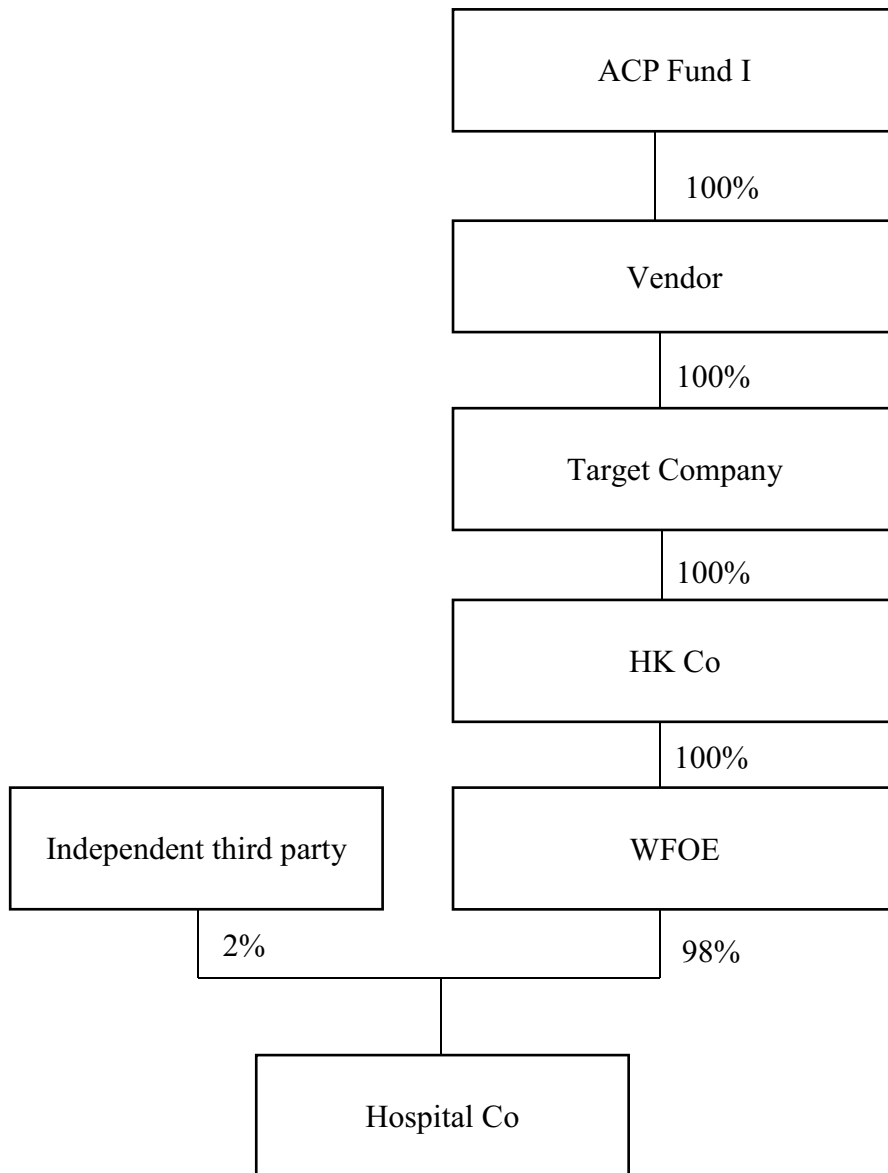 ACP Fund I
100%
Vendor
100%
Target Company
100%
HK Co
100%
Independent third party
WFOE
2%
98%
Hospital Co